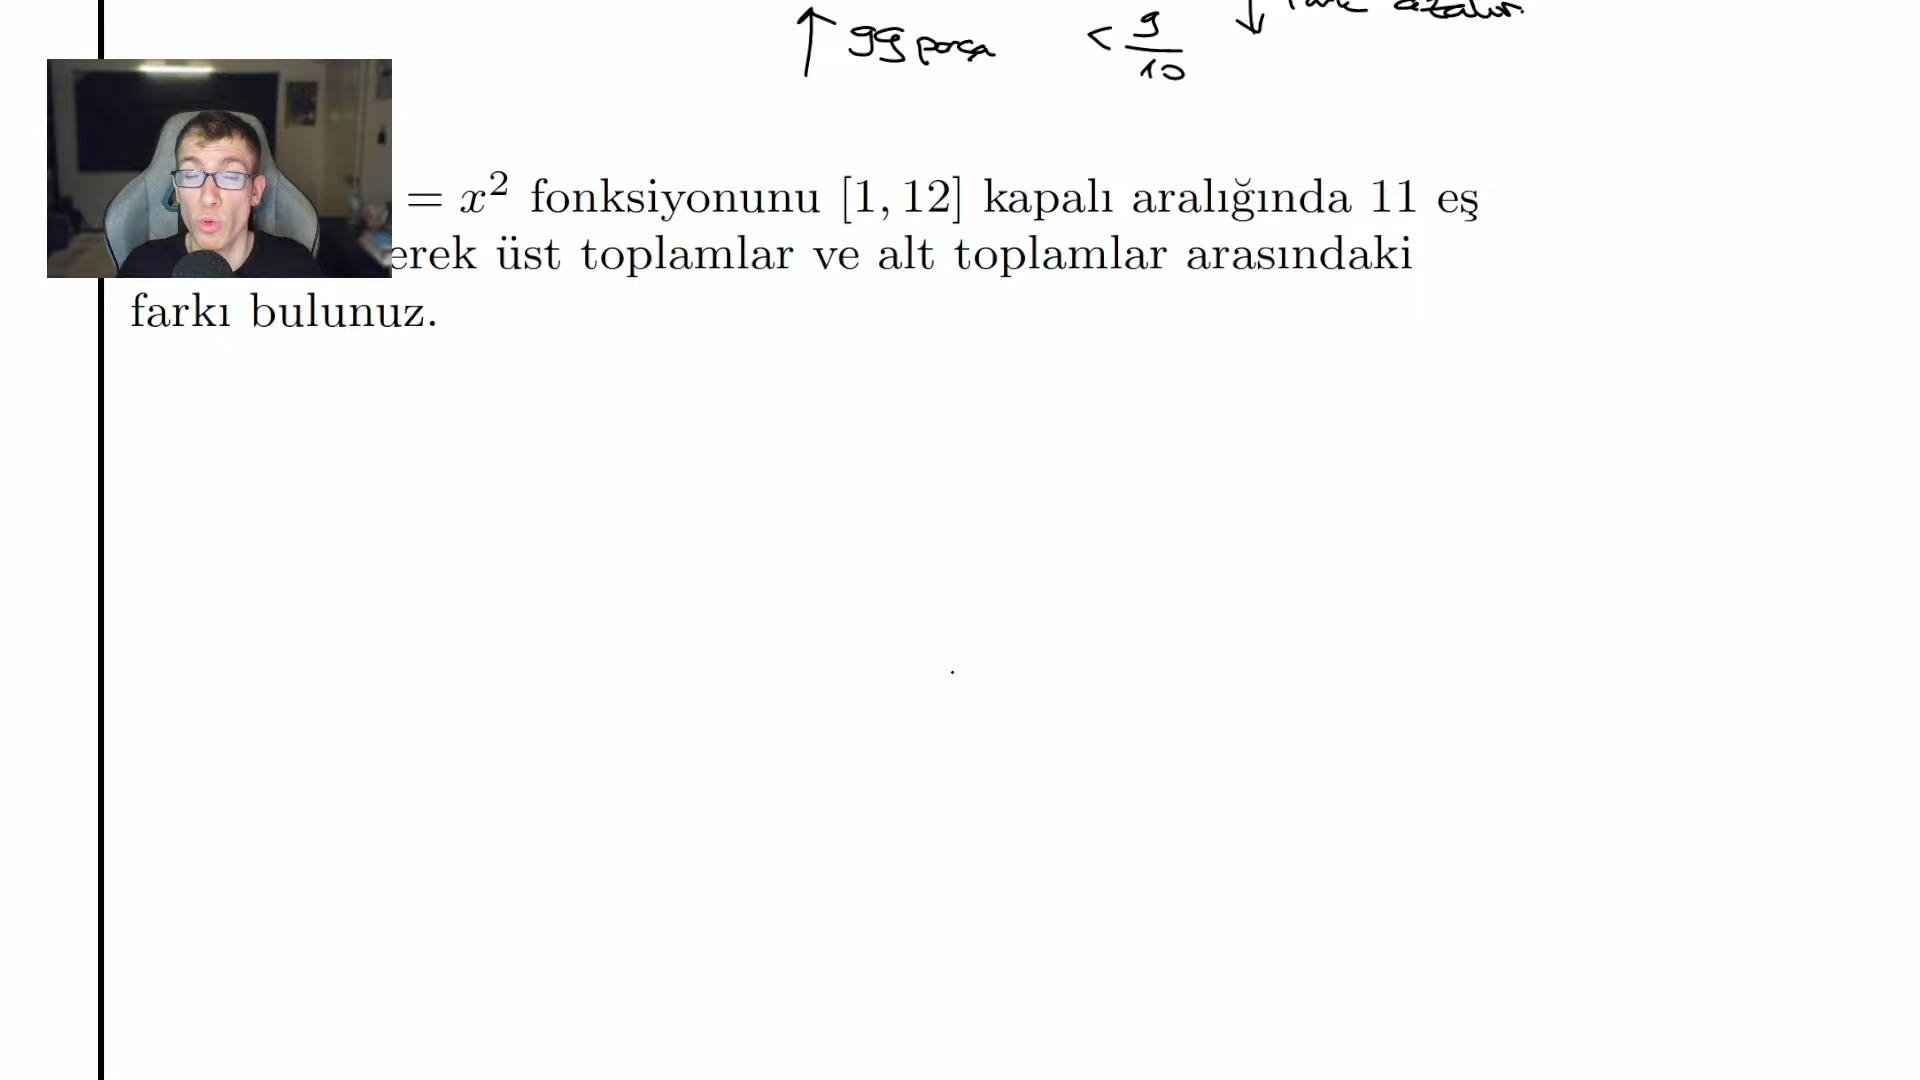 99 parça < 9/10 ↓ azalır.
= x² fonksiyonunu [1, 12] kapalı aralığında 11 eş
erek üst toplamlar ve alt toplamlar arasındaki
farkı bulunuz.